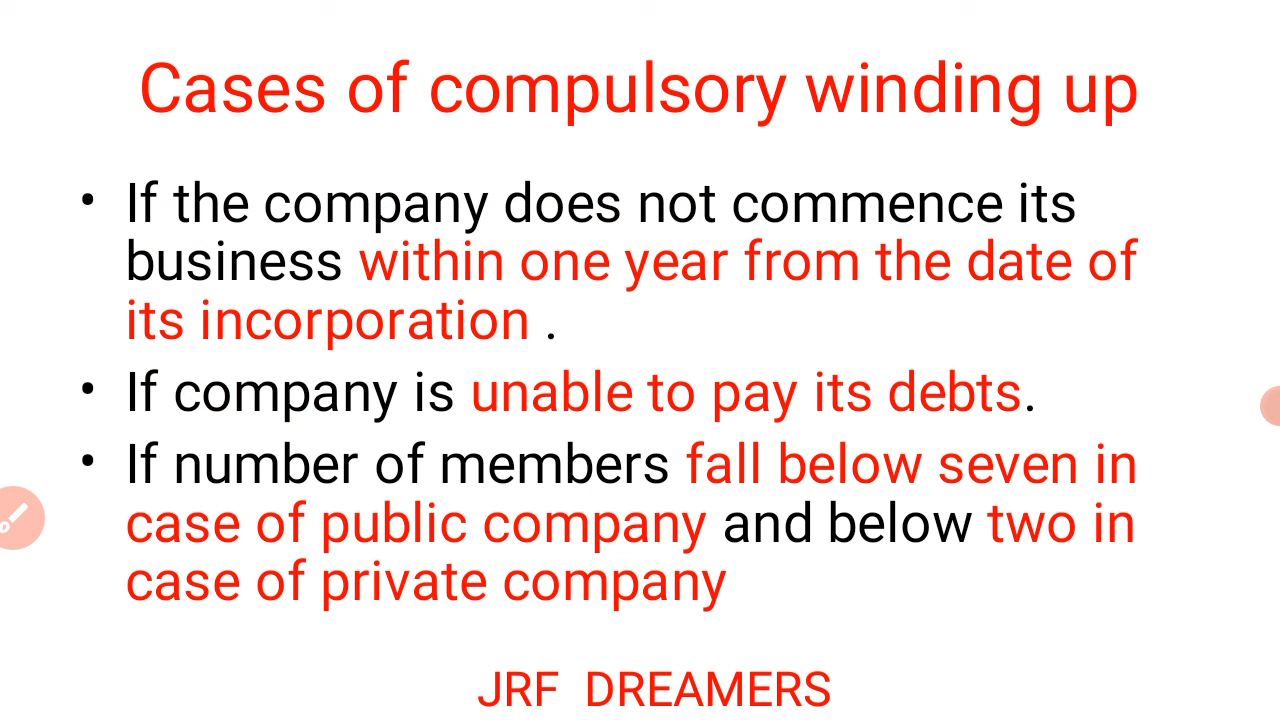 Cases of compulsory winding up
• If the company does not commence its
business within one year from the date of
its incorporation .
• If company is unable to pay its debts.
• If number of members fall below seven in
case of public company and below two in
case of private company
JRF DREAMERS